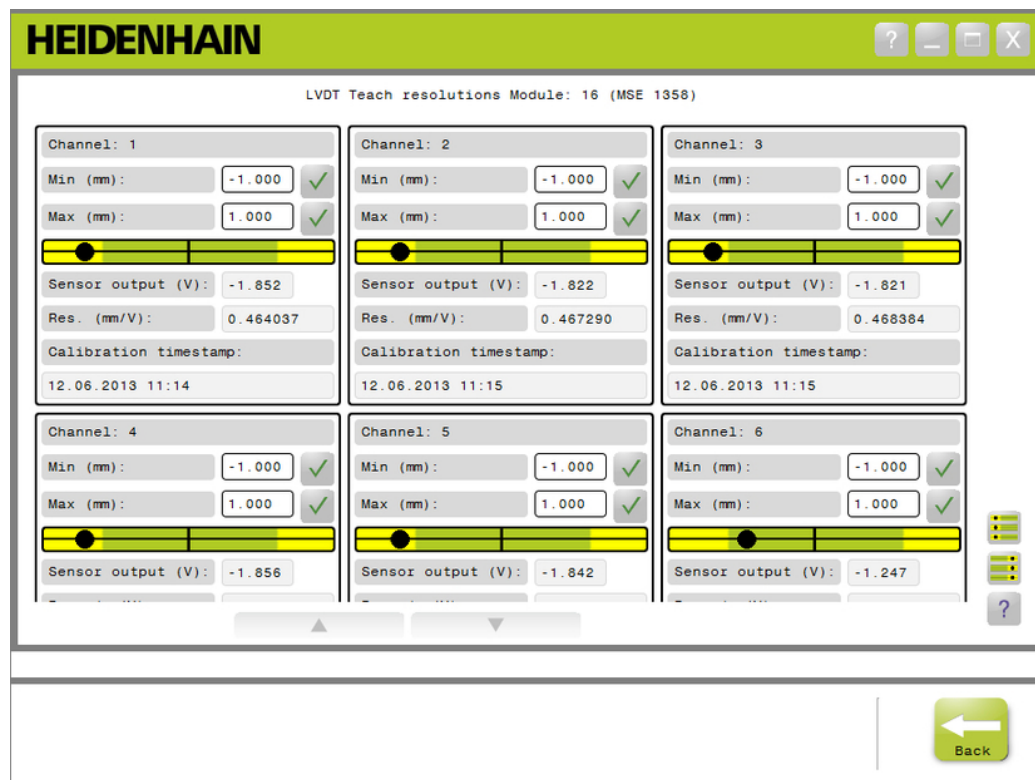 HEIDENHAIN
? _ X
LVDT Teach resolutions Module: 16 (MSE 1358)
Channel: 1
Min (mm): -1.000
Max (mm): 1.000
Sensor output (V): -1.852
Res. (mm/V): 0.464037
Calibration timestamp:
12.06.2013 11:14
Channel: 2
Min (mm): -1.000
Max (mm): 1.000
Sensor output (V): -1.822
Res. (mm/V): 0.467290
Calibration timestamp:
12.06.2013 11:15
Channel: 3
Min (mm): -1.000
Max (mm): 1.000
Sensor output (V): -1.821
Res. (mm/V): 0.468384
Calibration timestamp:
12.06.2013 11:15
Channel: 4
Min (mm): -1.000
Max (mm): 1.000
Sensor output (V): -1.856
Channel: 5
Min (mm): -1.000
Max (mm): 1.000
Sensor output (V): -1.842
Channel: 6
Min (mm): -1.000
Max (mm): 1.000
Sensor output (V): -1.247
?
Back